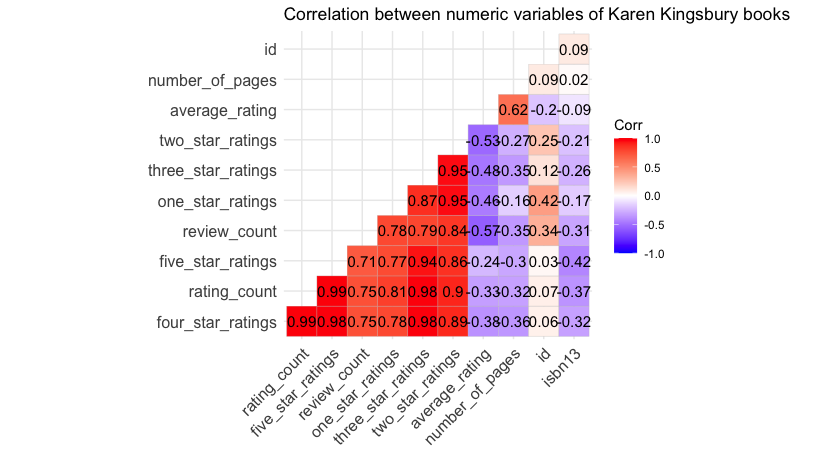 Correlation between numeric variables of Karen Kingsbury books
id 0.09
number_of_pages 0.09 0.02
average_rating 0.62 -0.2 -0.09
two_star_ratings -0.53 -0.27 0.25 -0.21
three_star_ratings 0.95 -0.48 -0.35 0.12 -0.26
one_star_ratings 0.87 0.95 -0.46 -0.16 0.42 -0.17
review_count 0.78 0.79 0.84 -0.57 -0.35 0.34 -0.31
five_star_ratings 0.71 0.77 0.94 0.86 -0.24 -0.3 0.03 -0.42
rating_count 0.99 0.75 0.81 0.98 0.9 -0.33 -0.32 0.07 -0.37
four_star_ratings 0.99 0.98 0.75 0.78 0.98 0.89 -0.38 -0.36 0.06 -0.32
rating_count
five_star_ratings
review_count
one_star_ratings
three_star_ratings
two_star_ratings
average_rating
number_of_pages
id
isbn13
Corr
1.0
0.5
0.0
-0.5
-1.0